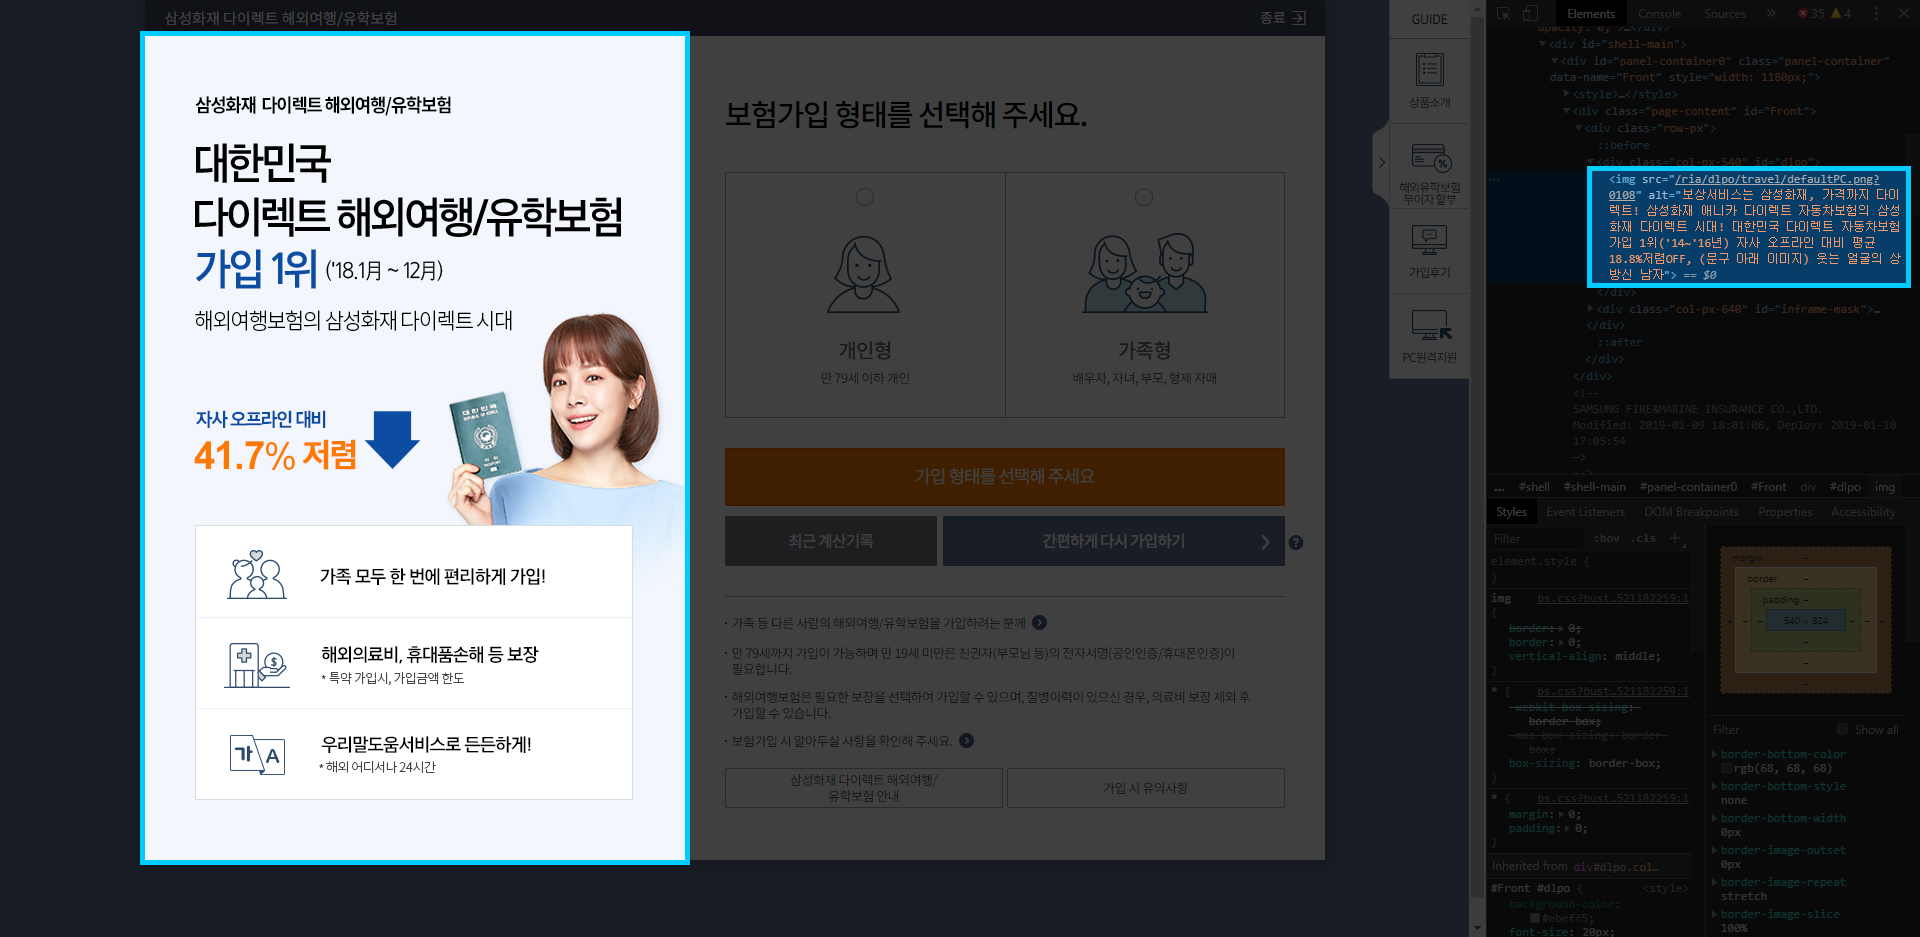 삼성화재 다이렉트 해외여행/유학보험
종료
삼성화재 다이렉트 해외여행/유학보험
대한민국
다이렉트 해외여행/유학보험
가입 1위 ('18.1月 ~ 12月)
해외여행보험의 삼성화재 다이렉트 시대
자사 오프라인 대비
41.7% 저렴
대한민국
REPUBLIC OF KOREA
PASSPORT
가족 모두 한 번에 편리하게 가입!
해외의료비, 휴대품손해 등 보장
* 특약 가입시, 가입금액 한도
가 A
우리말도움서비스로 든든하게!
* 해외 어디서나 24시간
보험가입 형태를 선택해 주세요.
개인형
만 79세 이하 개인
가족형
배우자, 자녀, 부모, 형제 자매
가입 형태를 선택해 주세요
최근 계산기록
간편하게 다시 가입하기
?
· 가족 등 다른 사람의 해외여행/유학보험을 가입하려는 분께
· 만 79세까지 가입이 가능하며 만 19세 미만은 친권자(부모님 등)의 전자서명(공인인증/휴대폰인증)이
필요합니다.
· 해외여행보험은 필요한 보장을 선택하여 가입할 수 있으며, 질병이력이 있으신 경우, 의료비 보장 제외 후
가입할 수 있습니다.
· 보험가입 시 알아두실 사항을 확인해 주세요.
삼성화재 다이렉트 해외여행/
유학보험 안내
가입 시 유의사항
GUIDE
상품소개
해외유학보험
무이자 할부
가입후기
PC원격지원
Elements Console Sources » 35 4
opacity: 0;"></div>
<div id="shell-main">
<div id="panel-container0" class="panel-container"
data-name="Front" style="width: 1180px;">
<style>…</style>
<div class="page-content" id="Front">
<div class="row-px">
::before
<div class="col-px-540" id="dlpo">
<img src="/ria/dlpo/travel/defaultPC.png?
0108" alt="보상서비스는 삼성화재, 가격까지 다이
렉트! 삼성화재 애니카 다이렉트 자동차보험의 삼성
화재 다이렉트 시대! 대한민국 다이렉트 자동차보험
가입 1위('14~'16년) 자사 오프라인 대비 평균
18.8%저렴OFF, (문구 아래 이미지) 웃는 얼굴의 상
반신 남자"> == $0
</div>
<div class="col-px-640" id="inframe-mask">…
</div>
::after
</div>
</div>
<!--
SAMSUNG FIRE&MARINE INSURANCE CO.,LTD.
Modified: 2019-01-09 18:01:06, Deploy: 2019-01-10
17:05:54
-->
… #shell #shell-main #panel-container0 #Front div #dlpo img
Styles Event Listeners DOM Breakpoints Properties Accessibility
Filter :hov .cls +
element.style {
}
img bs.css?bust…521182259:1
{
border: 0;
border: 0;
vertical-align: middle;
}
* { bs.css?bust…521182259:1
-webkit-box-sizing:
border-box;
-moz-box-sizing: border-
box;
box-sizing: border-box;
}
* { bs.css?bust…521182259:1
margin: 0;
padding: 0;
}
Inherited from div#dlpo.col…
#Front #dlpo { <style>
background-color:
#ebeff5;
font-size: 20px;
margin –
border –
padding –
540 × 824
Filter Show all
border-bottom-color
rgb(68, 68, 68)
border-bottom-style
none
border-bottom-width
0px
border-image-outset
0px
border-image-repeat
stretch
border-image-slice
100%